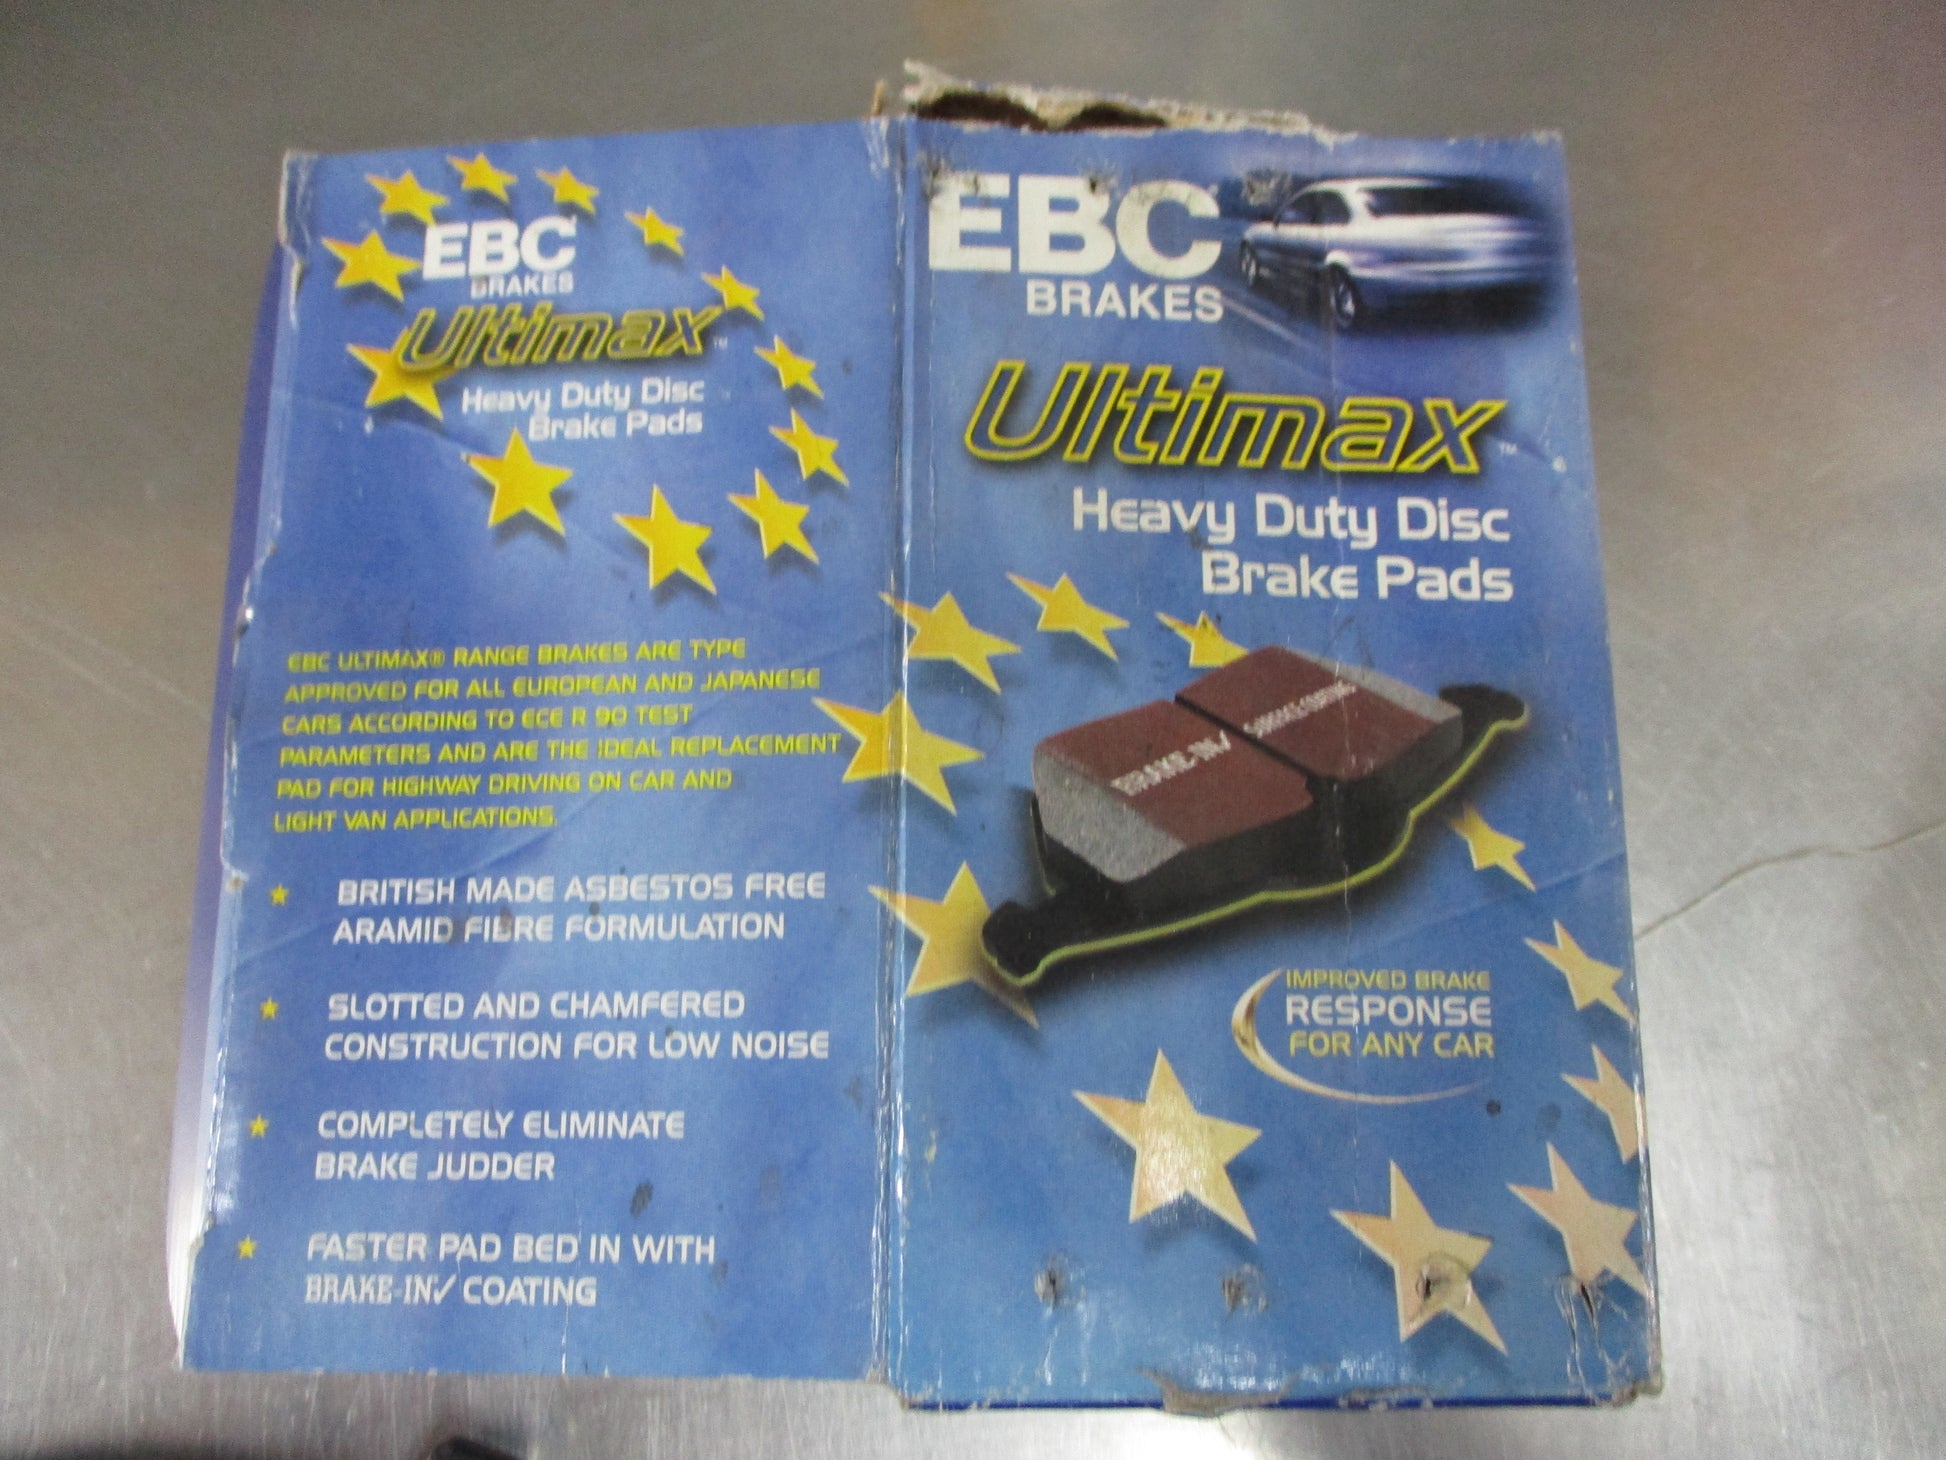 EBC
BRAKES
Ultimax™
Heavy Duty Disc
Brake Pads
EBC ULTIMAX® RANGE BRAKES ARE TYPE
APPROVED FOR ALL EUROPEAN AND JAPANESE
CARS ACCORDING TO ECE R 90 TEST
PARAMETERS AND ARE THE IDEAL REPLACEMENT
PAD FOR HIGHWAY DRIVING ON CAR AND
LIGHT VAN APPLICATIONS.
BRITISH MADE ASBESTOS FREE
ARAMID FIBRE FORMULATION
SLOTTED AND CHAMFERED
CONSTRUCTION FOR LOW NOISE
COMPLETELY ELIMINATE
BRAKE JUDDER
FASTER PAD BED IN WITH
BRAKE-IN✓ COATING
EBC
BRAKES
Ultimax™
Heavy Duty Disc
Brake Pads
BRAKE-IN✓
IMPROVED BRAKE
RESPONSE
FOR ANY CAR